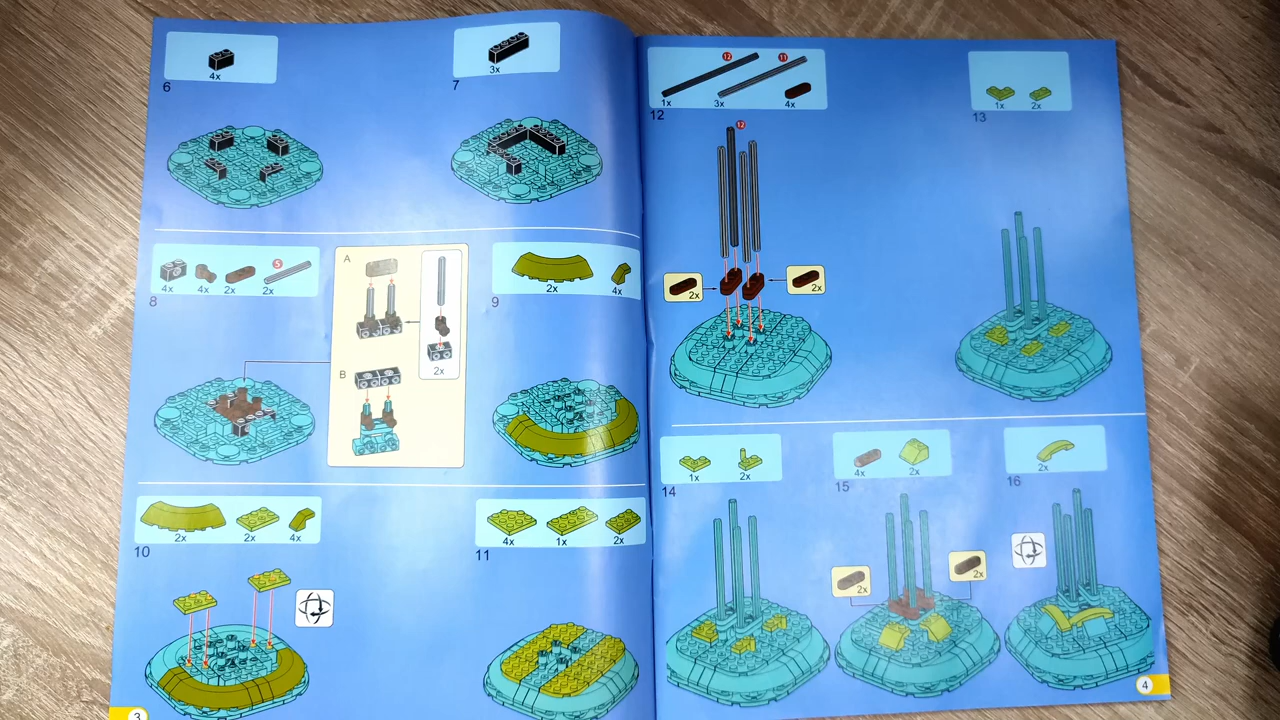 4x
6
3x
7
4x 4x 2x 5 2x
8
A
B
2x
2x 4x
9
2x 2x 4x
10
4x 1x 2x
11
3
12 11
1x 3x 4x
12
12
2x
2x
1x 2x
13
1x 2x
14
4x 2x
15
2x
2x
2x
16
4